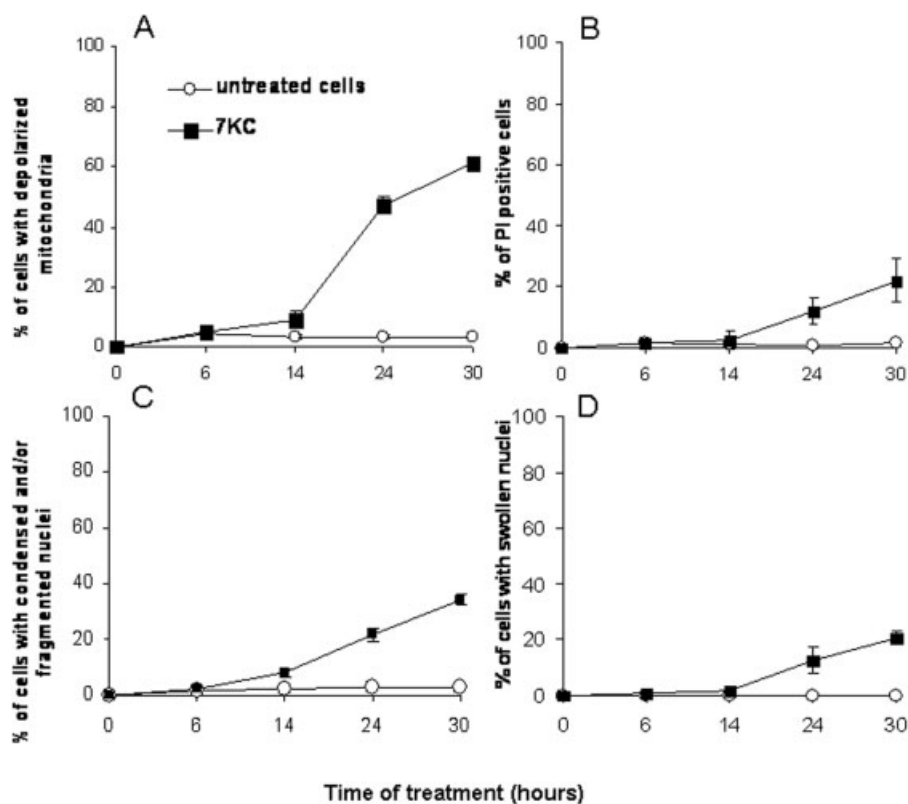 A
B
100
80
60
40
20
0
0 6 14 24 30
% of cells with depolarized
mitochondria
untreated cells
7KC
100
80
60
40
20
0
0 6 14 24 30
% of PI positive cells
C
D
100
80
60
40
20
0
0 6 14 24 30
% of cells with condensed and/or
fragmented nuclei
100
80
60
40
20
0
0 6 14 24 30
% of cells with swollen nuclei
Time of treatment (hours)